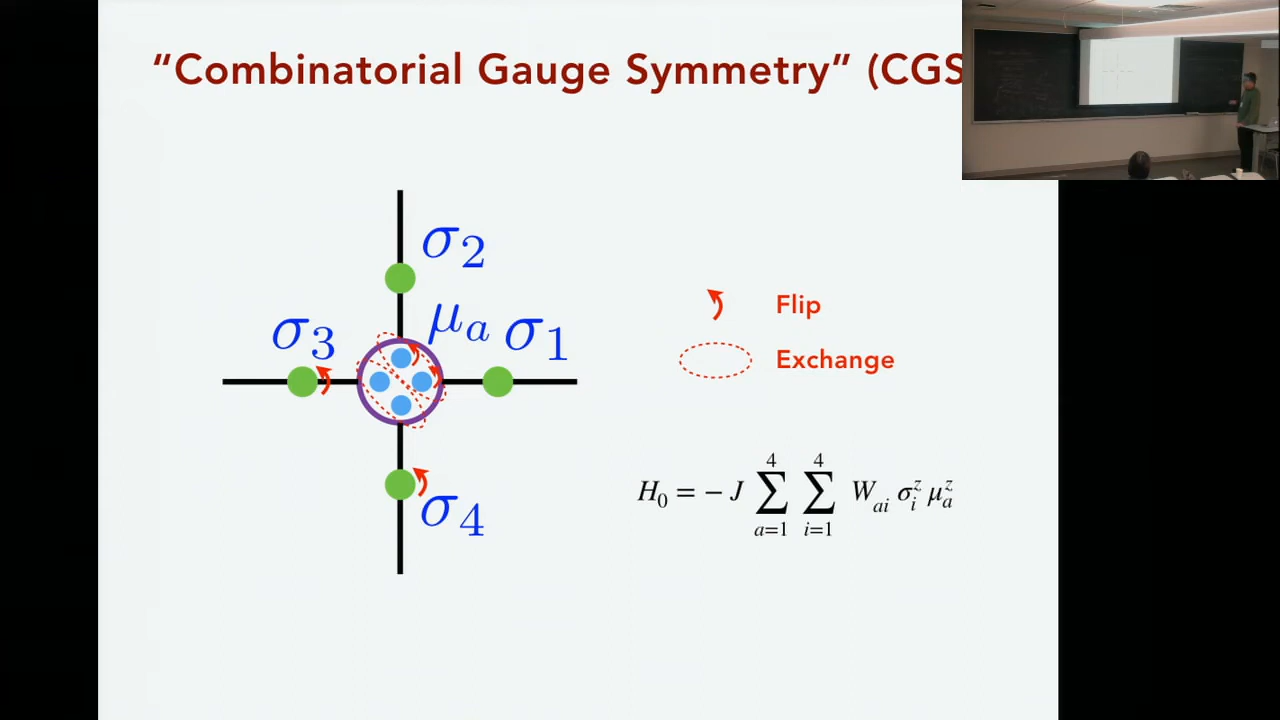 “Combinatorial Gauge Symmetry” (CGS
σ2
μa
σ3
σ1
σ4
Flip
Exchange
H0 = − J ∑_{a=1}^{4} ∑_{i=1}^{4} W_{ai} σ_i^z μ_a^z